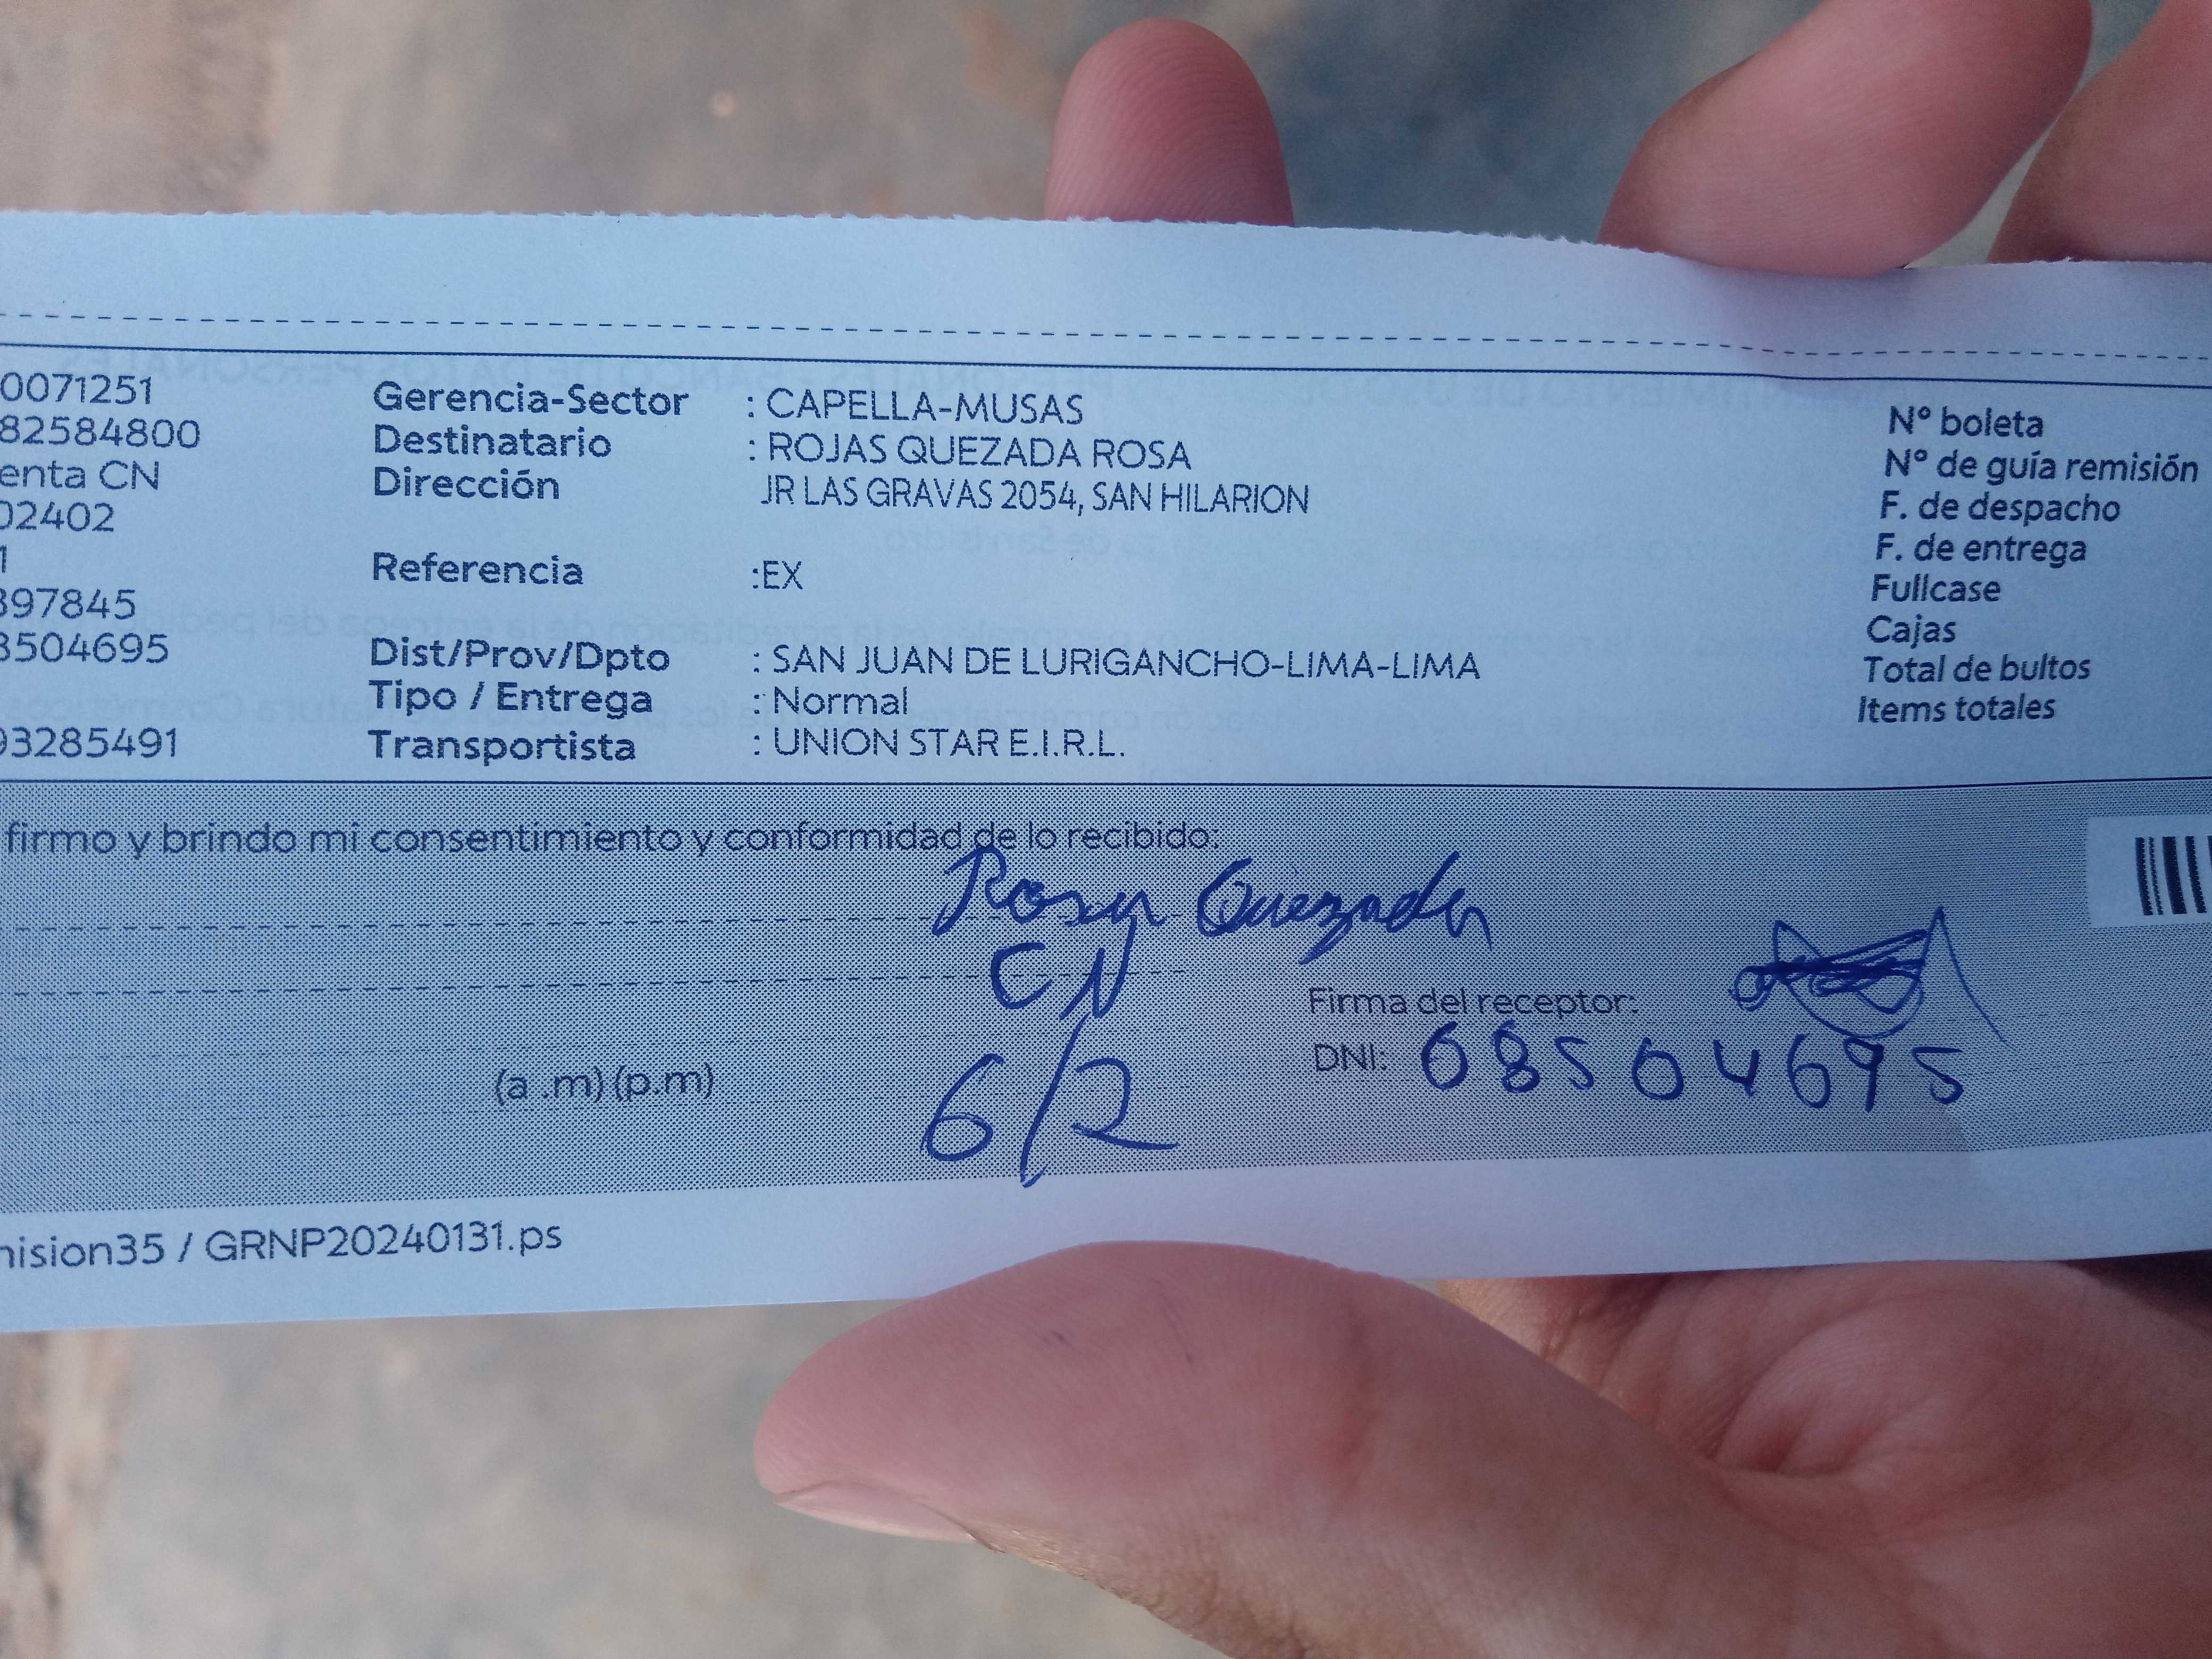 0071251
82584800
enta CN
02402
1
397845
8504695
93285491
Gerencia-Sector : CAPELLA-MUSAS
Destinatario : ROJAS QUEZADA ROSA
Dirección JR LAS GRAVAS 2054, SAN HILARION
Referencia :EX
Dist/Prov/Dpto : SAN JUAN DE LURIGANCHO-LIMA-LIMA
Tipo / Entrega : Normal
Transportista : UNION STAR E.I.R.L.
N° boleta
N° de guía remisión
F. de despacho
F. de entrega
Fullcase
Cajas
Total de bultos
Items totales
firmo y brindo mi consentimiento y conformidad de lo recibido:
Rosa Quezada
CN
Firma del receptor:
DNI: 08504695
(a .m) (p.m) 6/2
mision35 / GRNP20240131.ps